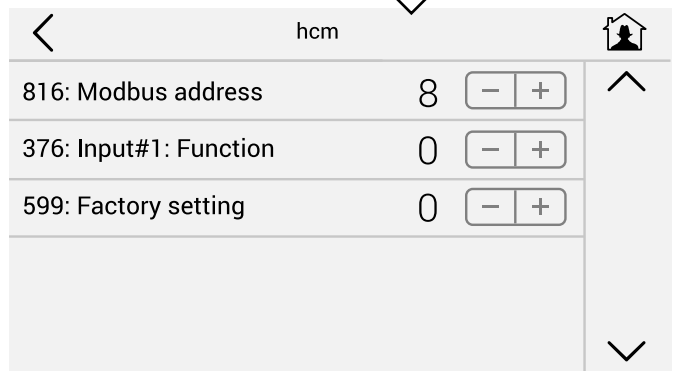 hcm
816: Modbus address 8 − +
376: Input#1: Function 0 − +
599: Factory setting 0 − +